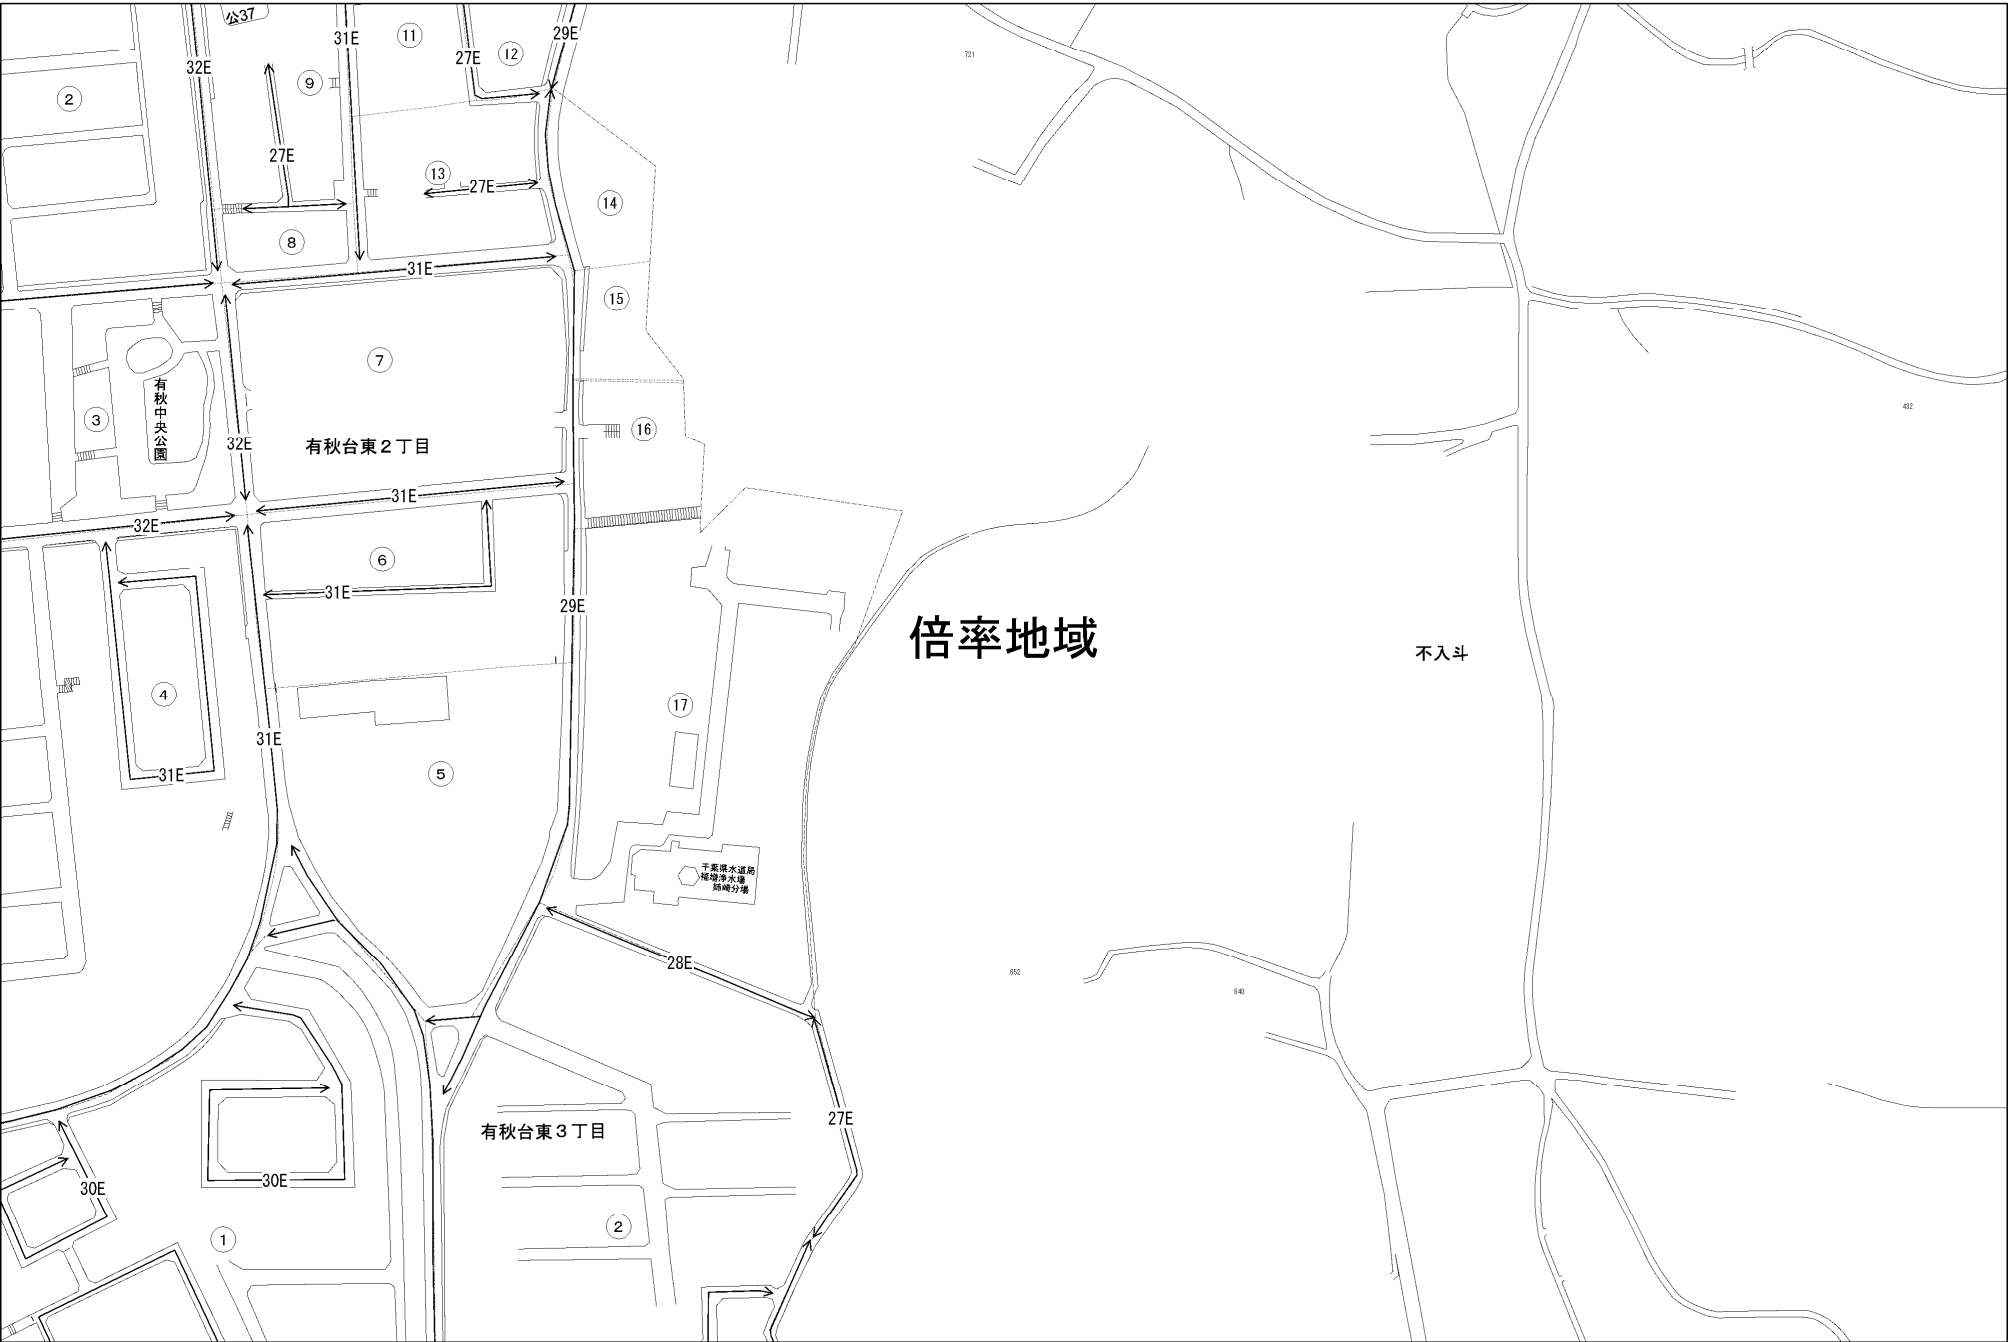 公37
31E
⑪
27E
⑫
29E
721
32E
②
⑨
27E
⑬
27E
⑭
⑧
31E
⑮
⑦
有秋中央公園
③
32E
有秋台東2丁目
⑯
432
31E
32E
⑥
31E
29E
倍率地域
不入斗
④
⑰
31E
31E
⑤
千葉県水道局
福増浄水場
姉崎分場
28E
652
640
27E
有秋台東3丁目
30E
30E
①
②